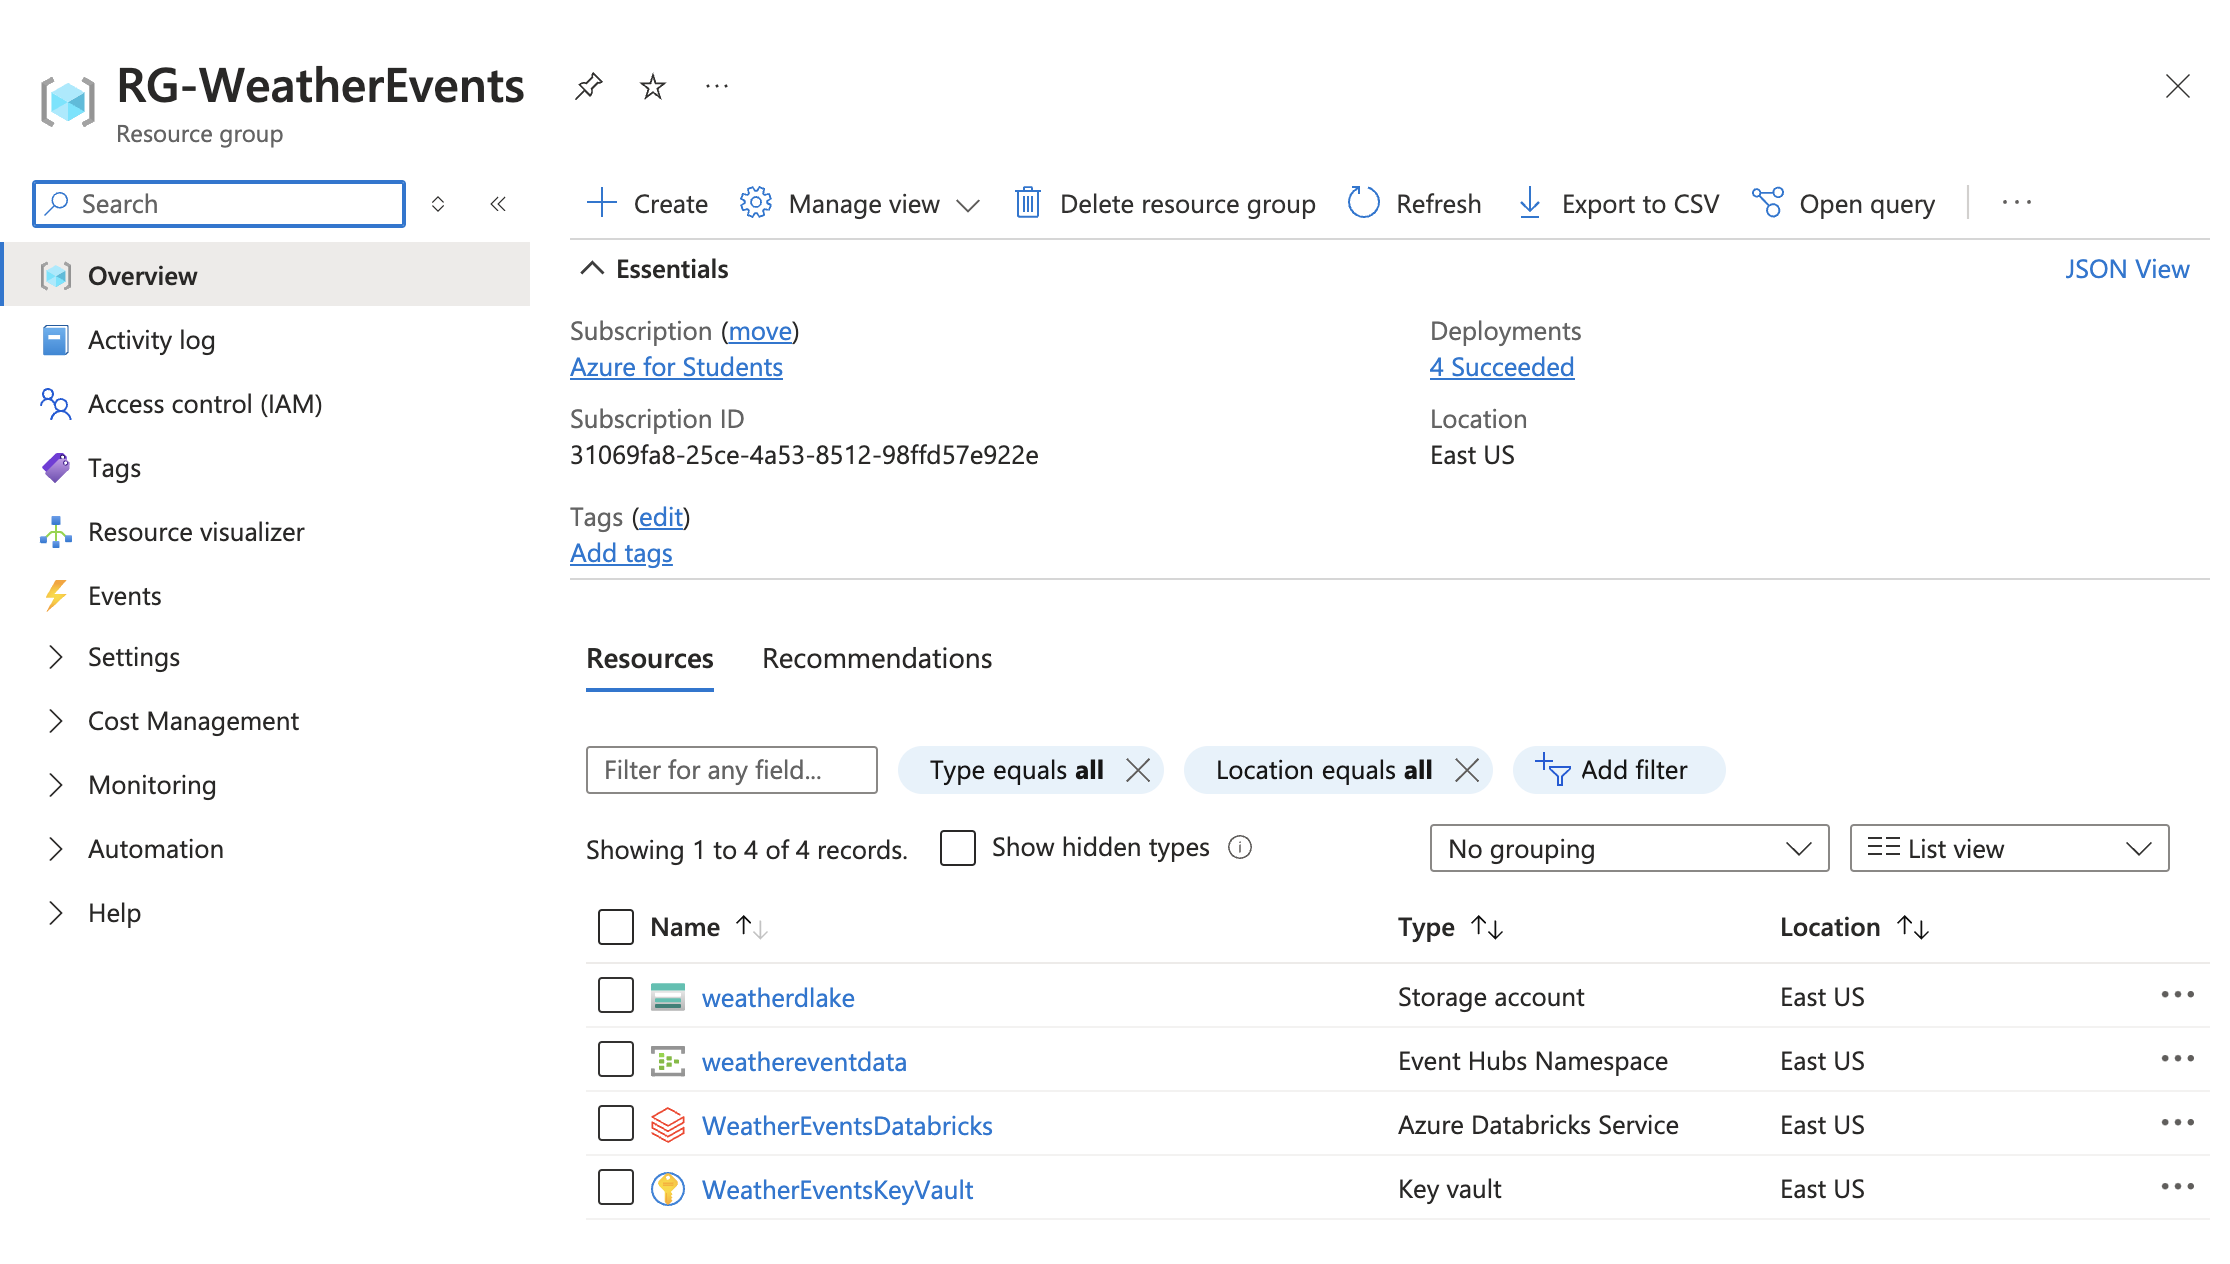 RG-WeatherEvents
Resource group
Search
Overview
Activity log
Access control (IAM)
Tags
Resource visualizer
Events
Settings
Cost Management
Monitoring
Automation
Help
Create Manage view Delete resource group Refresh Export to CSV Open query
Essentials JSON View
Subscription (move)
Azure for Students
Deployments
4 Succeeded
Subscription ID
31069fa8-25ce-4a53-8512-98ffd57e922e
Location
East US
Tags (edit)
Add tags
Resources Recommendations
Filter for any field... Type equals all Location equals all Add filter
Showing 1 to 4 of 4 records. Show hidden types No grouping List view
Name Type Location
weatherdlake Storage account East US
weathereventdata Event Hubs Namespace East US
WeatherEventsDatabricks Azure Databricks Service East US
WeatherEventsKeyVault Key vault East US